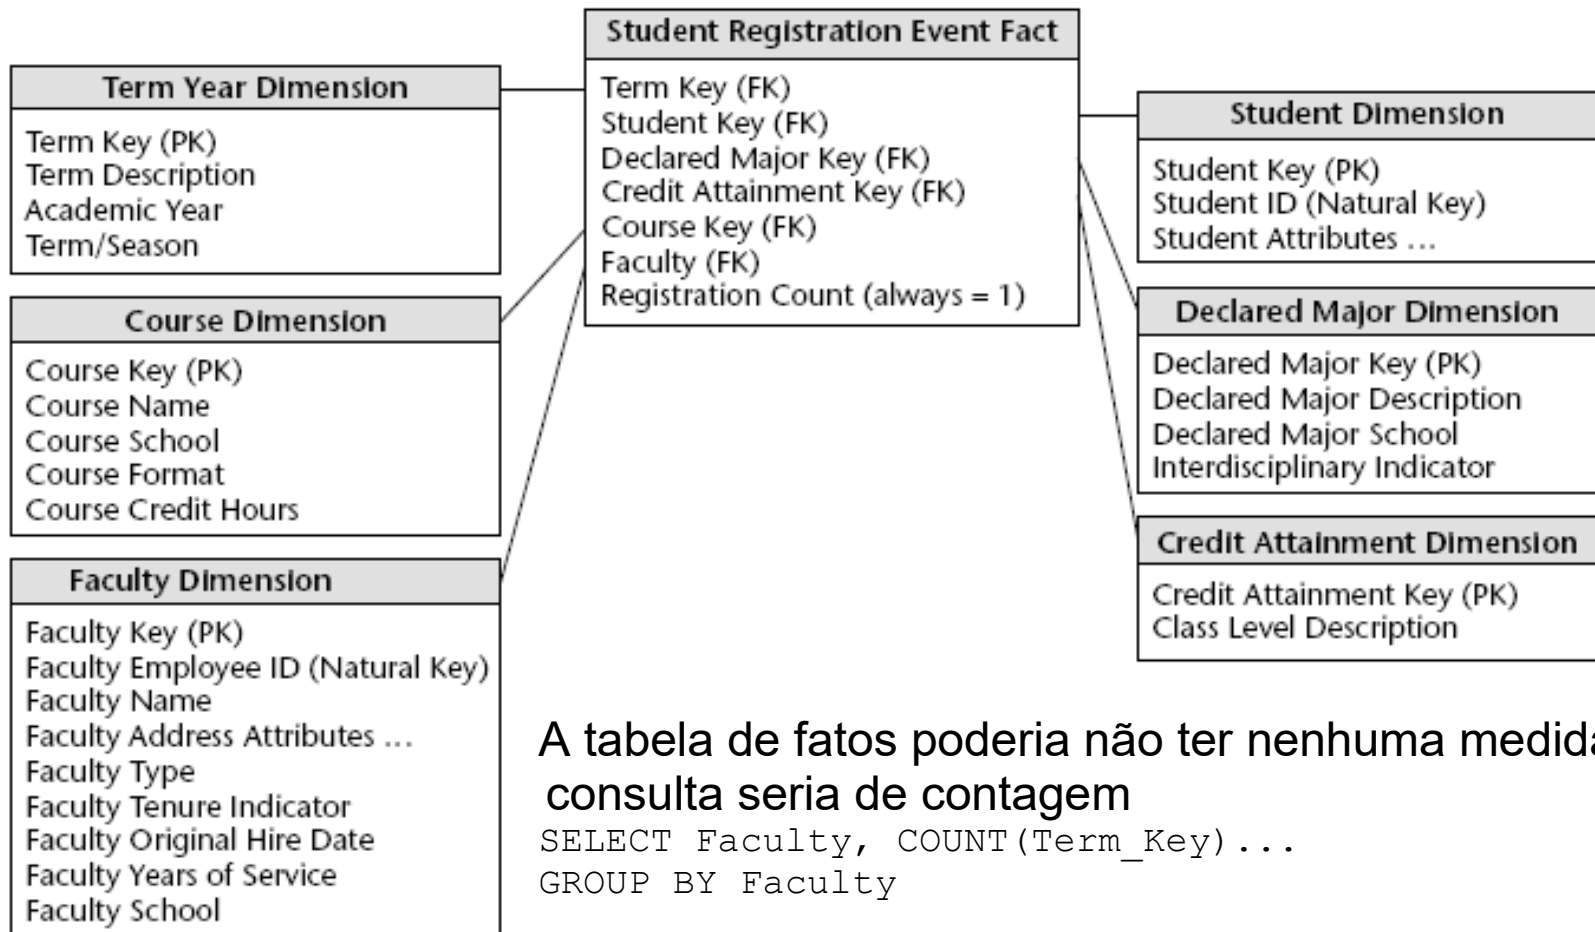 Student Registration Event Fact
Term Key (FK)
Student Key (FK)
Declared Major Key (FK)
Credit Attainment Key (FK)
Course Key (FK)
Faculty (FK)
Registration Count (always = 1)
Term Year Dimension
Term Key (PK)
Term Description
Academic Year
Term/Season
Course Dimension
Course Key (PK)
Course Name
Course School
Course Format
Course Credit Hours
Faculty Dimension
Faculty Key (PK)
Faculty Employee ID (Natural Key)
Faculty Name
Faculty Address Attributes ...
Faculty Type
Faculty Tenure Indicator
Faculty Original Hire Date
Faculty Years of Service
Faculty School
Student Dimension
Student Key (PK)
Student ID (Natural Key)
Student Attributes ...
Declared Major Dimension
Declared Major Key (PK)
Declared Major Description
Declared Major School
Interdisciplinary Indicator
Credit Attainment Dimension
Credit Attainment Key (PK)
Class Level Description
A tabela de fatos poderia não ter nenhuma medida
consulta seria de contagem
SELECT Faculty, COUNT(Term_Key)...
GROUP BY Faculty